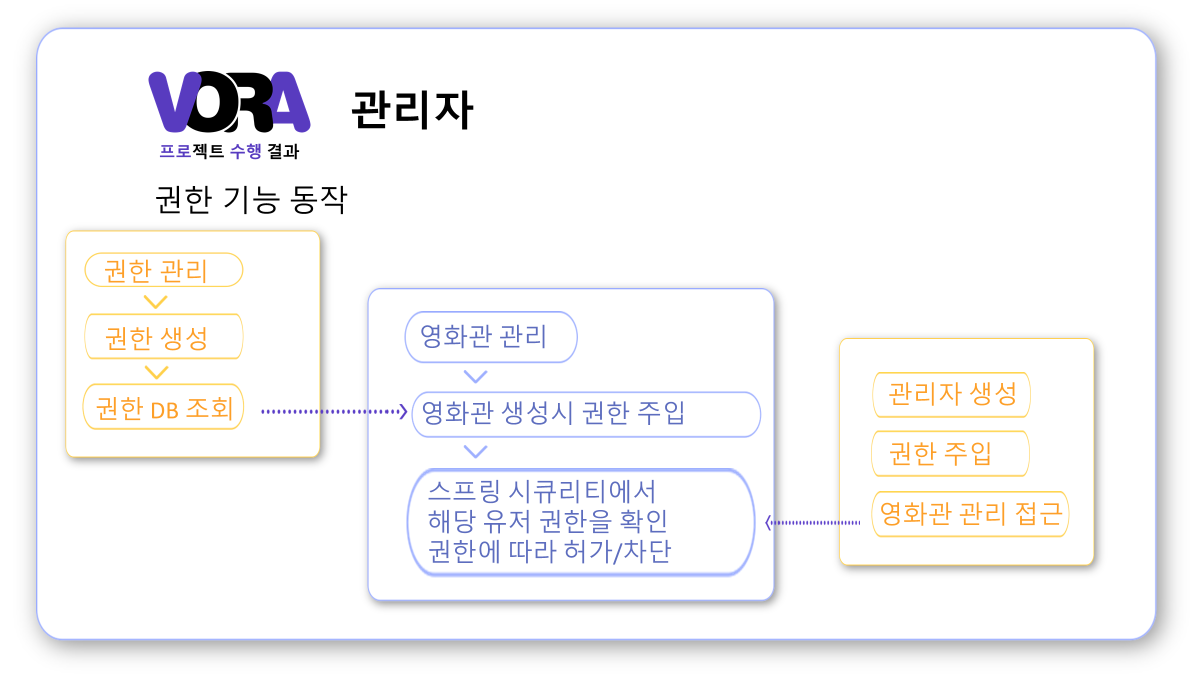 VORA
관리자
프로젝트 수행 결과
권한 기능 동작
권한 관리
권한 생성
권한 DB 조회
영화관 관리
영화관 생성시 권한 주입
스프링 시큐리티에서
해당 유저 권한을 확인
권한에 따라 허가/차단
관리자 생성
권한 주입
영화관 관리 접근